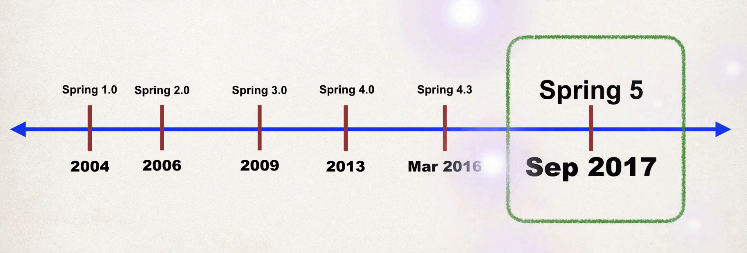 Spring 1.0
Spring 2.0
Spring 3.0
Spring 4.0
Spring 4.3
Spring 5
2004
2006
2009
2013
Mar 2016
Sep 2017